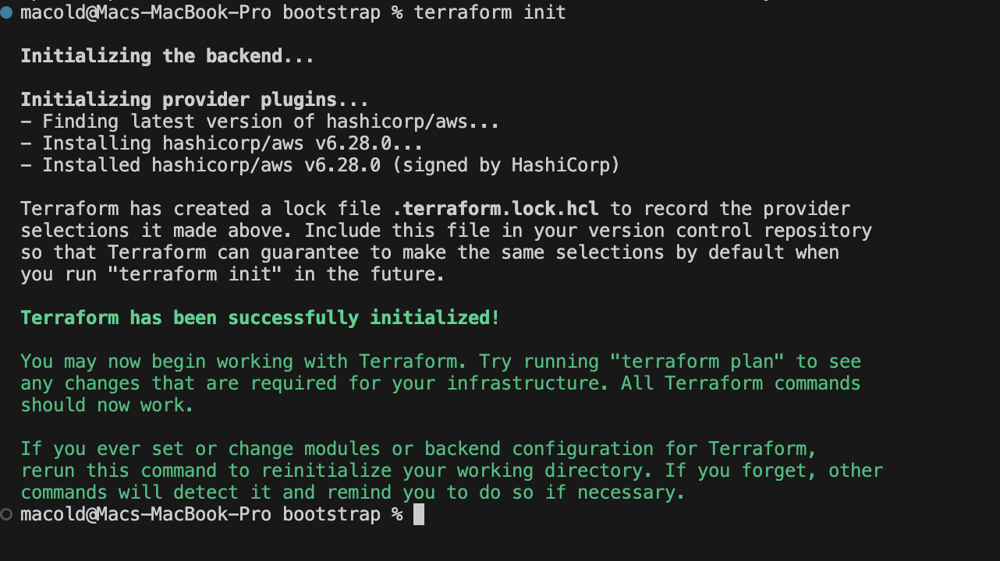 macold@Macs-MacBook-Pro bootstrap % terraform init
Initializing the backend...
Initializing provider plugins...
- Finding latest version of hashicorp/aws...
- Installing hashicorp/aws v6.28.0...
- Installed hashicorp/aws v6.28.0 (signed by HashiCorp)
Terraform has created a lock file .terraform.lock.hcl to record the provider
selections it made above. Include this file in your version control repository
so that Terraform can guarantee to make the same selections by default when
you run "terraform init" in the future.
Terraform has been successfully initialized!
You may now begin working with Terraform. Try running "terraform plan" to see
any changes that are required for your infrastructure. All Terraform commands
should now work.
If you ever set or change modules or backend configuration for Terraform,
rerun this command to reinitialize your working directory. If you forget, other
commands will detect it and remind you to do so if necessary.
macold@Macs-MacBook-Pro bootstrap %